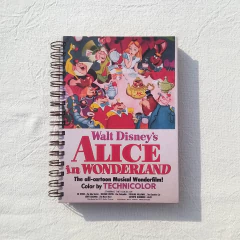 Walt Disney's
ALICE
in WONDERLAND
The all-cartoon Musical Wonderfilm!
Color by TECHNICOLOR